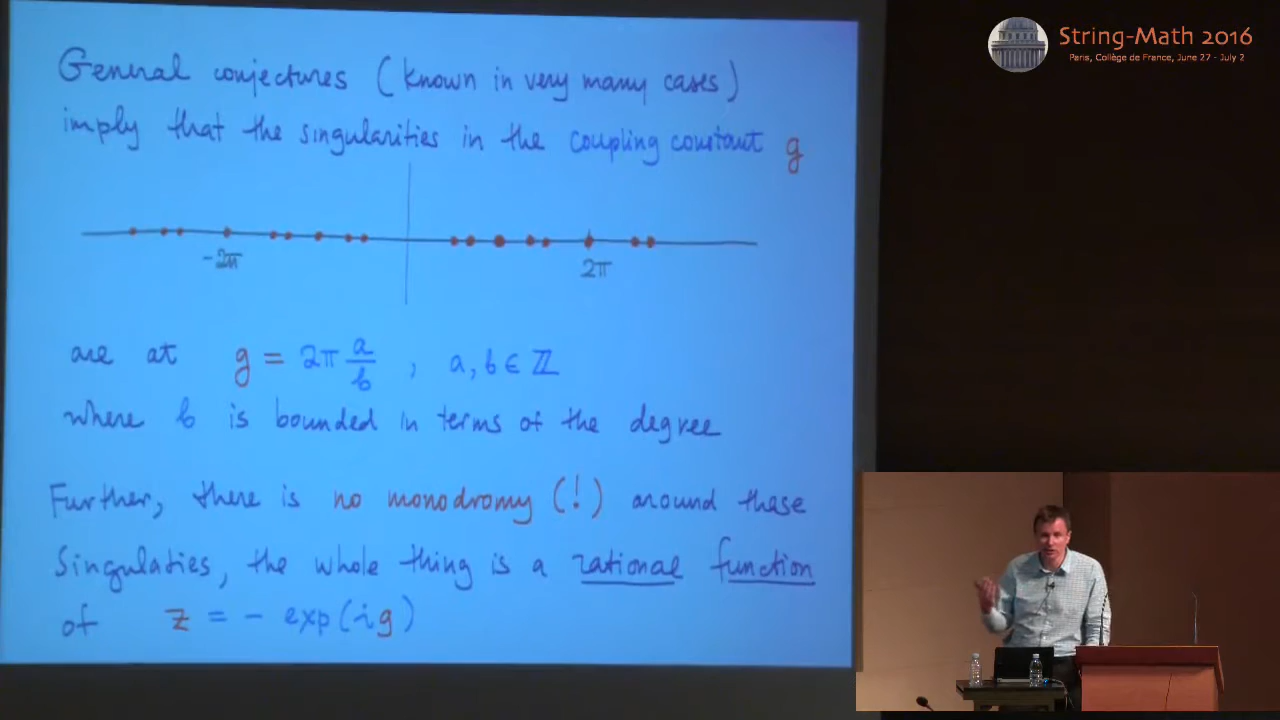 General conjectures (known in very many cases)
imply that the singularities in the coupling constant g
-2π
2π
are at g = 2π a/b , a, b ∈ ℤ
where b is bounded in terms of the degree
Further, there is no monodromy (!) around these
Singulaties, the whole thing is a rational function
of z = - exp(ig)
String-Math 2016
Paris, Collège de France, June 27 - July 2